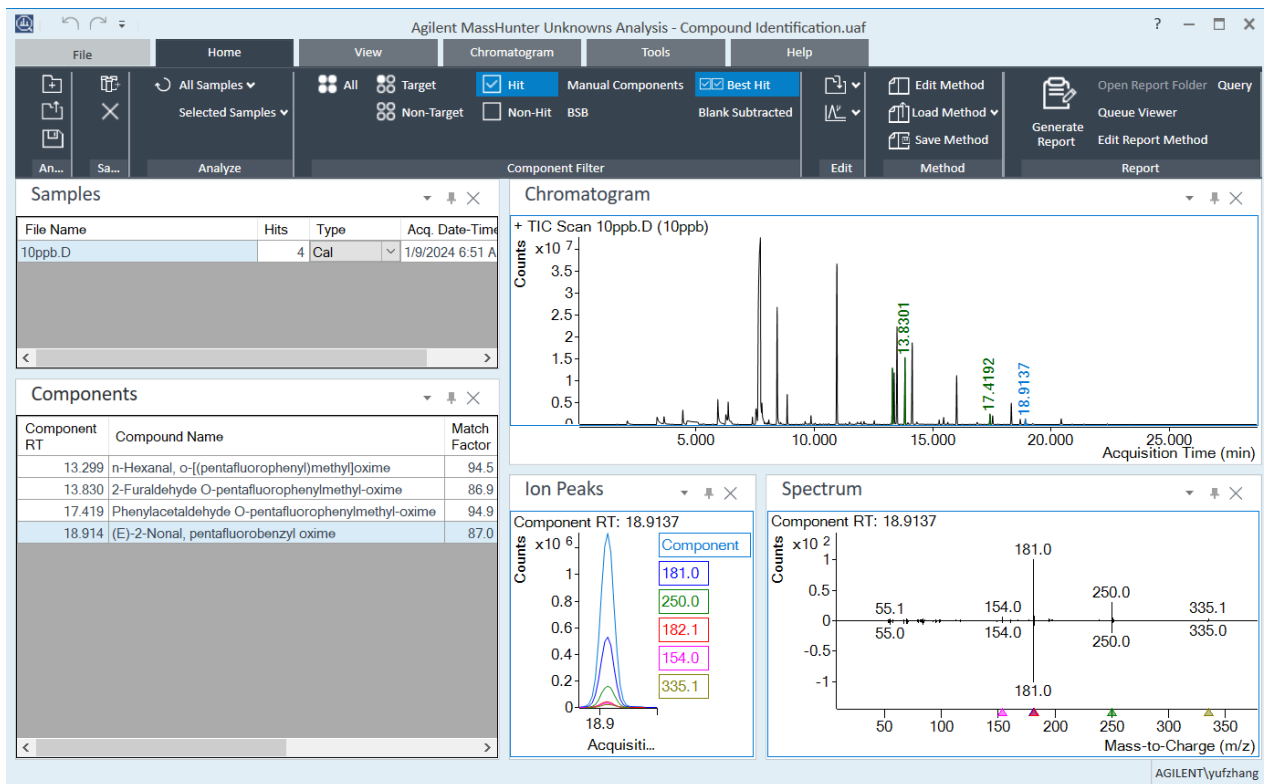 Agilent MassHunter Unknowns Analysis - Compound Identification.uaf
?
File Home View Chromatogram Tools Help
All Samples All Target Hit Manual Components Best Hit Edit Method Open Report Folder Query
Selected Samples Non-Target Non-Hit BSB Blank Subtracted Load Method Generate Report Queue Viewer
Save Method Edit Report Method
An... Sa... Analyze Component Filter Edit Method Report
Samples
File Name Hits Type Acq. Date-Time
10ppb.D 4 Cal 1/9/2024 6:51 A
Components
Component RT Compound Name Match Factor
13.299 n-Hexanal, o-[(pentafluorophenyl)methyl]oxime 94.5
13.830 2-Furaldehyde O-pentafluorophenylmethyl-oxime 86.9
17.419 Phenylacetaldehyde O-pentafluorophenylmethyl-oxime 94.9
18.914 (E)-2-Nonal, pentafluorobenzyl oxime 87.0
Chromatogram
+ TIC Scan 10ppb.D (10ppb)
Counts
x10 7
3.5
3
2.5
2
1.5
1
0.5
0
13.8301
17.4192
18.9137
5.000 10.000 15.000 20.000 25.000
Acquisition Time (min)
Ion Peaks
Component RT: 18.9137
Counts
x10 6
1
0.8
0.6
0.4
0.2
0
Component
181.0
250.0
182.1
154.0
335.1
18.9
Acquisiti...
Spectrum
Component RT: 18.9137
Counts
x10 2
1
0.5
0
-0.5
-1
181.0
250.0
55.1 154.0 335.1
55.0 154.0 335.0
250.0
181.0
50 100 150 200 250 300 350
Mass-to-Charge (m/z)
AGILENT\yufzhang